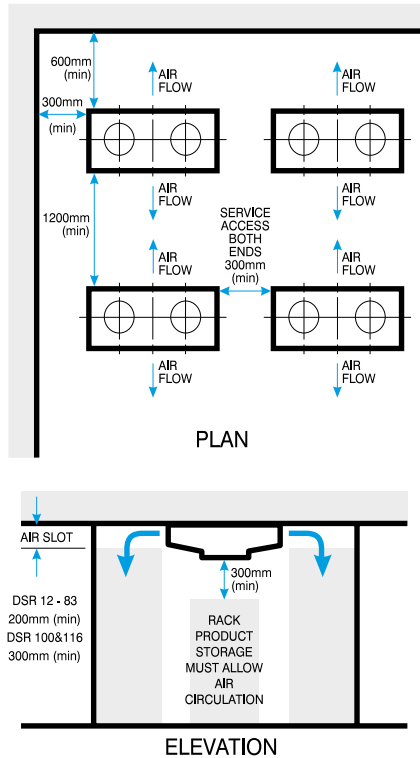 600mm
(min)
AIR
FLOW
AIR
FLOW
300mm
(min)
AIR
FLOW
AIR
FLOW
1200mm
(min)
SERVICE
ACCESS
BOTH
ENDS
300mm
(min)
AIR
FLOW
AIR
FLOW
AIR
FLOW
AIR
FLOW
PLAN
AIR SLOT
DSR 12 - 83
200mm (min)
DSR 100&116
300mm (min)
300mm
(min)
RACK
PRODUCT
STORAGE
MUST ALLOW
AIR
CIRCULATION
ELEVATION